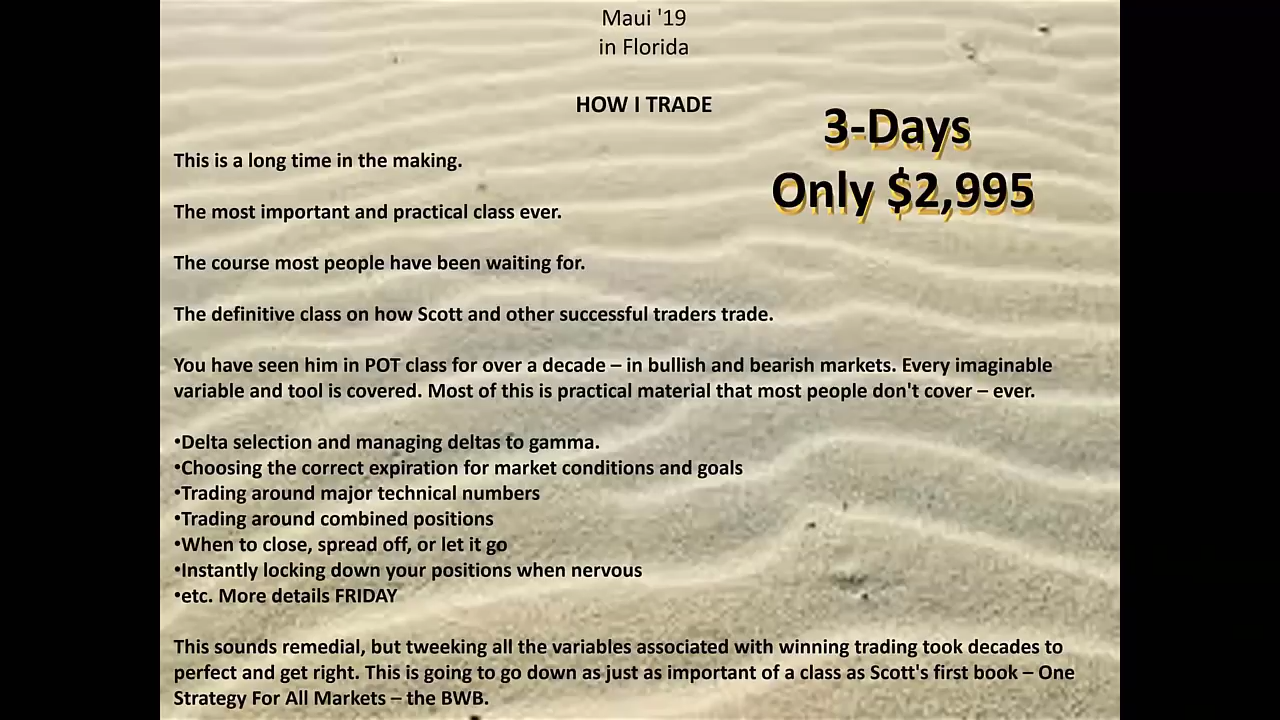 Maui '19
in Florida
HOW I TRADE
3-Days
Only $2,995
This is a long time in the making.
The most important and practical class ever.
The course most people have been waiting for.
The definitive class on how Scott and other successful traders trade.
You have seen him in POT class for over a decade – in bullish and bearish markets. Every imaginable
variable and tool is covered. Most of this is practical material that most people don't cover – ever.
•Delta selection and managing deltas to gamma.
•Choosing the correct expiration for market conditions and goals
•Trading around major technical numbers
•Trading around combined positions
•When to close, spread off, or let it go
•Instantly locking down your positions when nervous
•etc. More details FRIDAY
This sounds remedial, but tweeking all the variables associated with winning trading took decades to
perfect and get right. This is going to go down as just as important of a class as Scott's first book – One
Strategy For All Markets – the BWB.